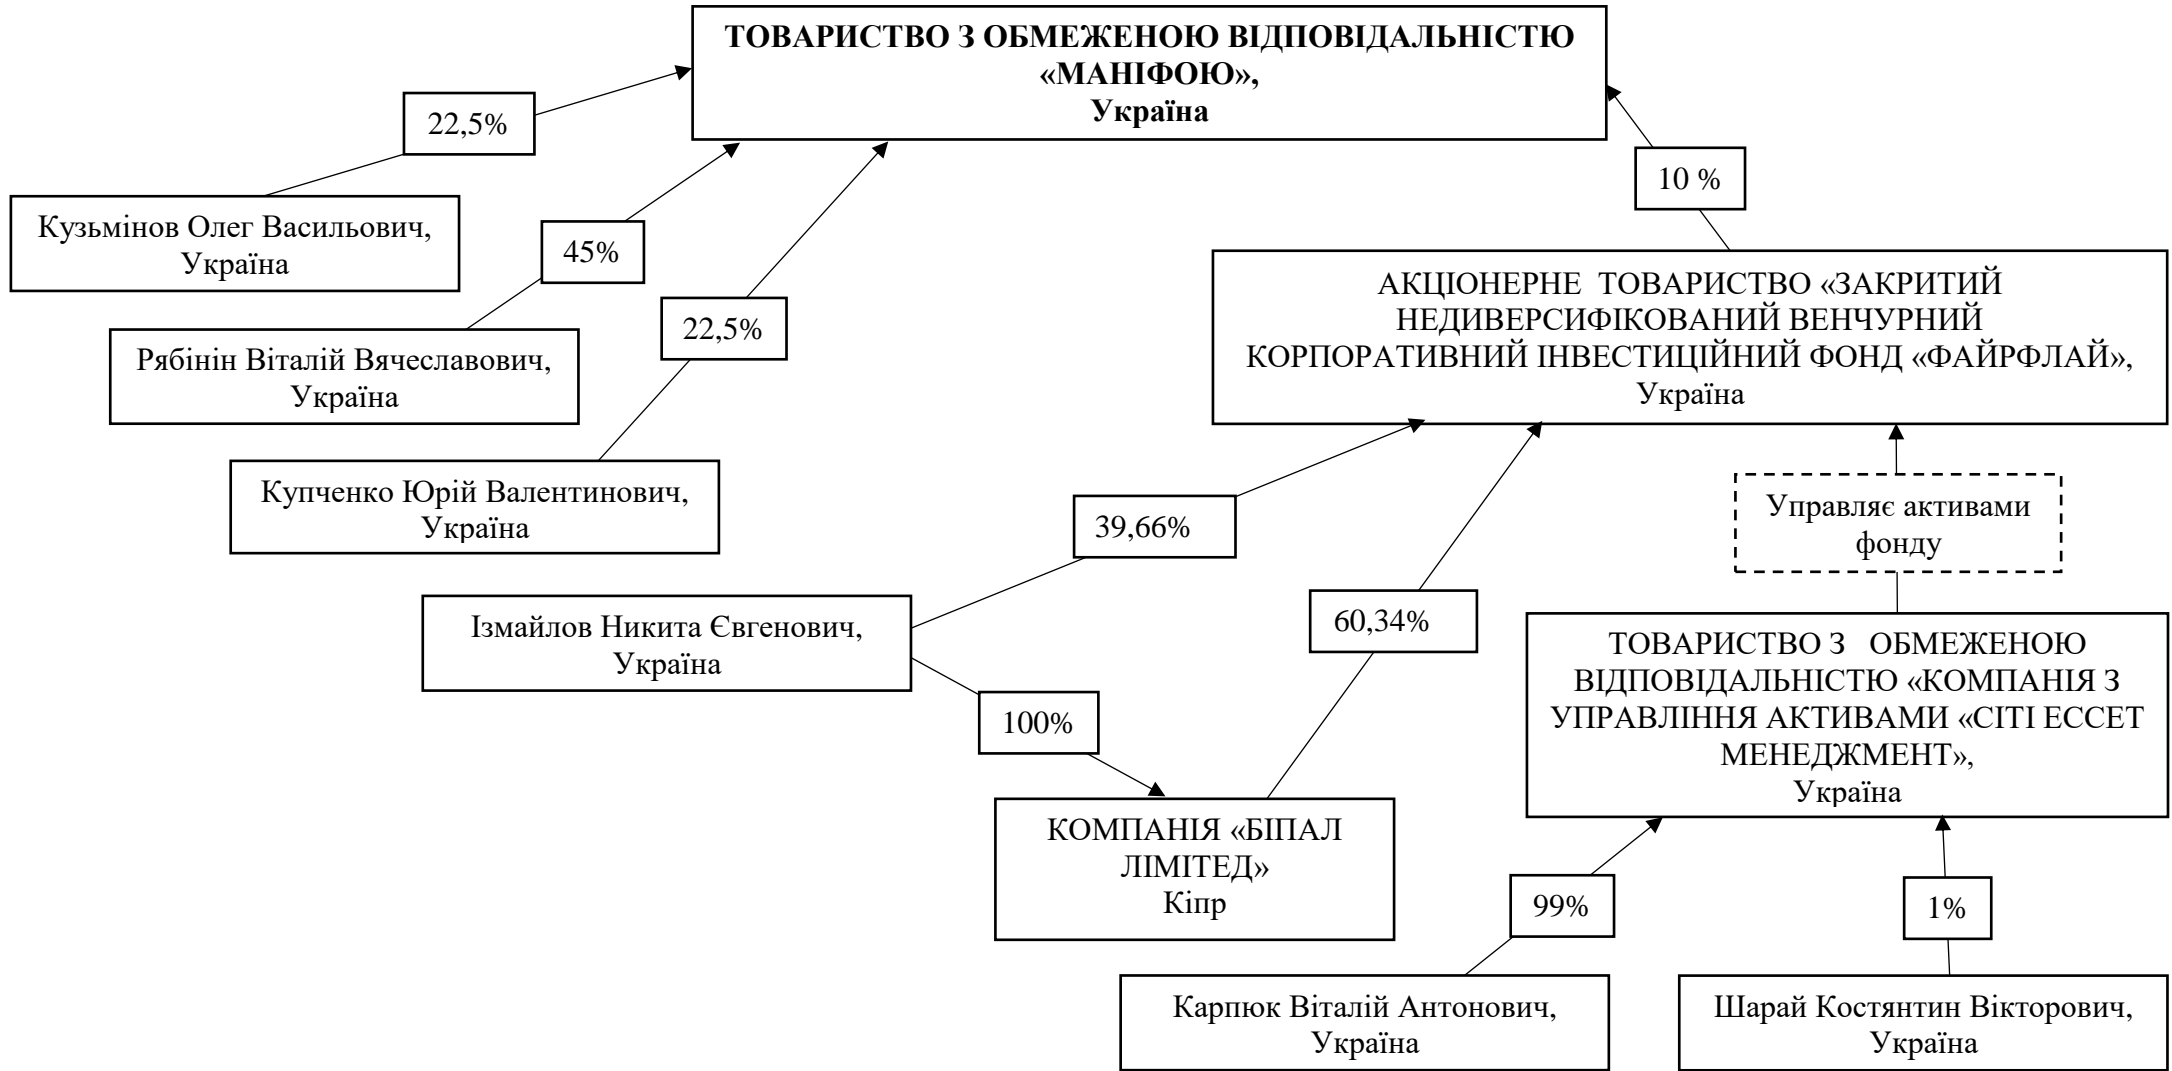 ТОВАРИСТВО З ОБМЕЖЕНОЮ ВІДПОВІДАЛЬНІСТЮ
«МАНІФОЮ»,
Україна
22,5%
10 %
Кузьмінов Олег Васильович,
Україна
45%
22,5%
Рябінін Віталій Вячеславович,
Україна
Купченко Юрій Валентинович,
Україна
АКЦІОНЕРНЕ ТОВАРИСТВО «ЗАКРИТИЙ
НЕДИВЕРСИФІКОВАНИЙ ВЕНЧУРНИЙ
КОРПОРАТИВНИЙ ІНВЕСТИЦІЙНИЙ ФОНД «ФАЙРФЛАЙ»,
Україна
39,66%
Управляє активами
фонду
Ізмайлов Никита Євгенович,
Україна
60,34%
100%
ТОВАРИСТВО З ОБМЕЖЕНОЮ
ВІДПОВІДАЛЬНІСТЮ «КОМПАНІЯ З
УПРАВЛІННЯ АКТИВАМИ «СІТІ ЕССЕТ
МЕНЕДЖМЕНТ»,
Україна
КОМПАНІЯ «БІПАЛ
ЛІМІТЕД»
Кіпр
99%
1%
Карпюк Віталій Антонович,
Україна
Шарай Костянтин Вікторович,
Україна